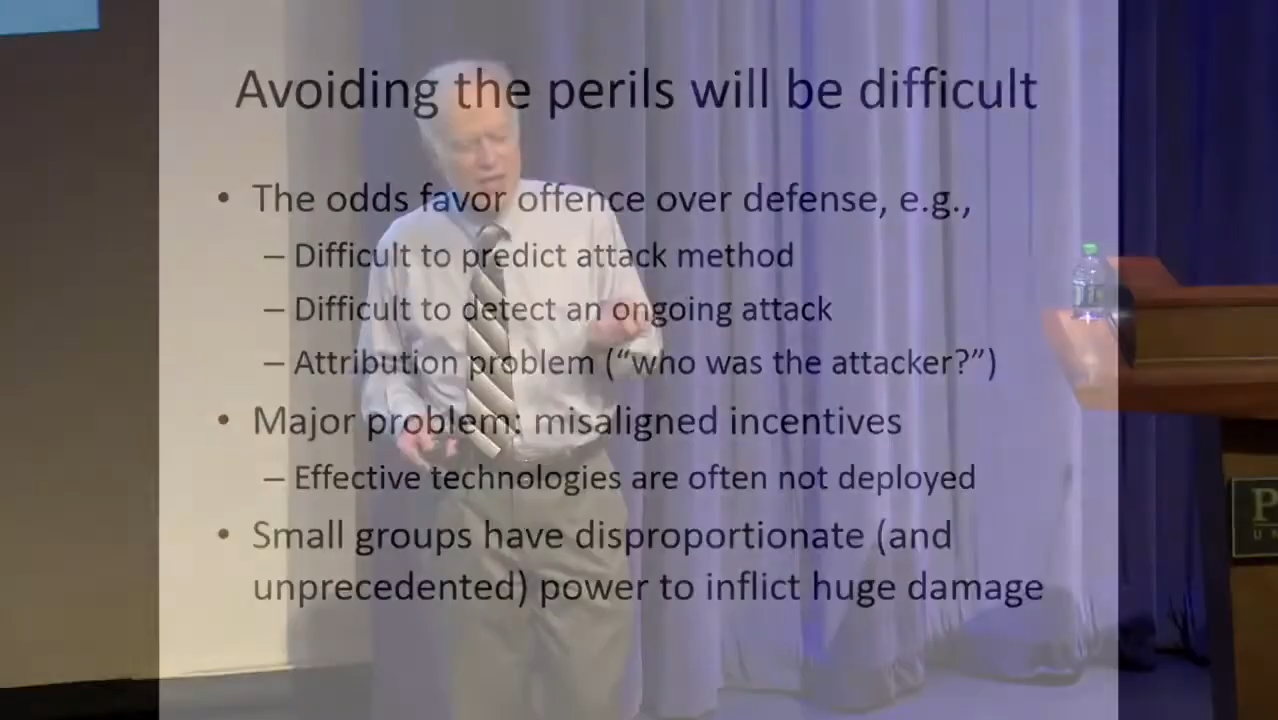 Avoiding the perils will be difficult
• The odds favor offence over defense, e.g.,
– Difficult to predict attack method
– Difficult to detect an ongoing attack
– Attribution problem (“who was the attacker?”)
• Major problem: misaligned incentives
– Effective technologies are often not deployed
• Small groups have disproportionate (and
unprecedented) power to inflict huge damage